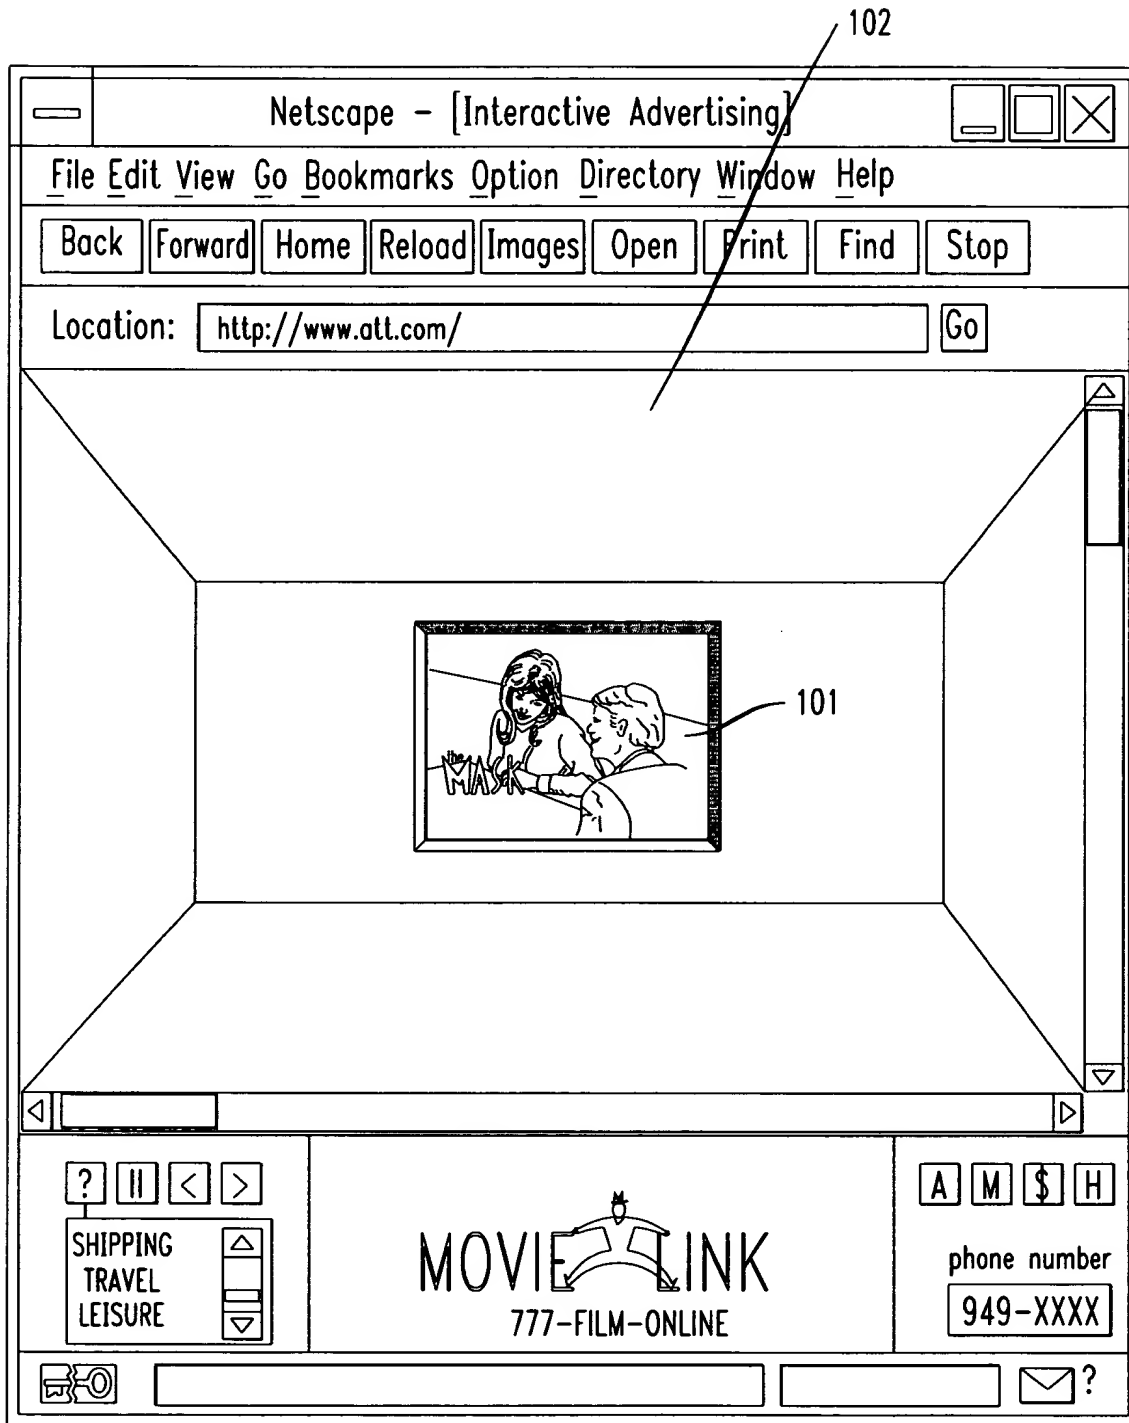 102
Netscape - [Interactive Advertising]
File Edit View Go Bookmarks Option Directory Window Help
Back Forward Home Reload Images Open Print Find Stop
Location: http://www.att.com/ Go
101
the
MASK
? || < >
A M $ H
SHIPPING
TRAVEL
LEISURE
MOVIE LINK
777-FILM-ONLINE
phone number
949-XXXX
?